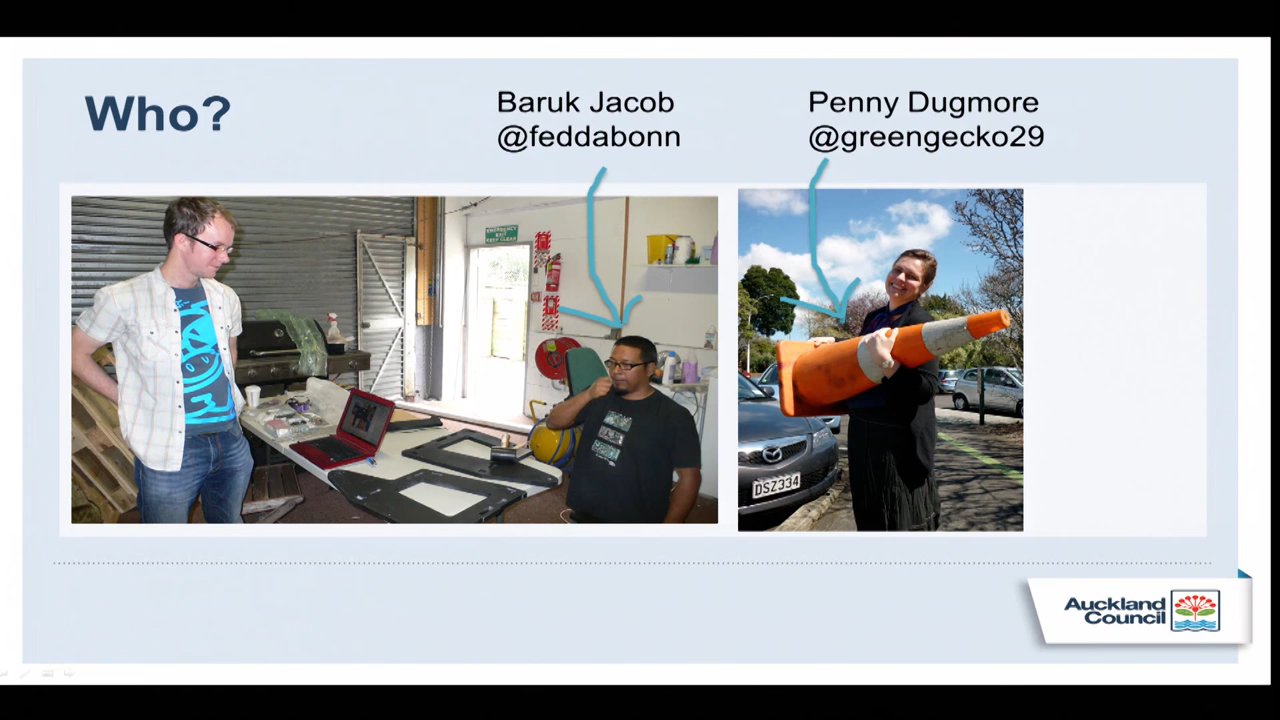 Who?
Baruk Jacob
@feddabonn
Penny Dugmore
@greengecko29
EMERGENCY
EXIT
KEEP CLEAR
DSZ334
Auckland
Council